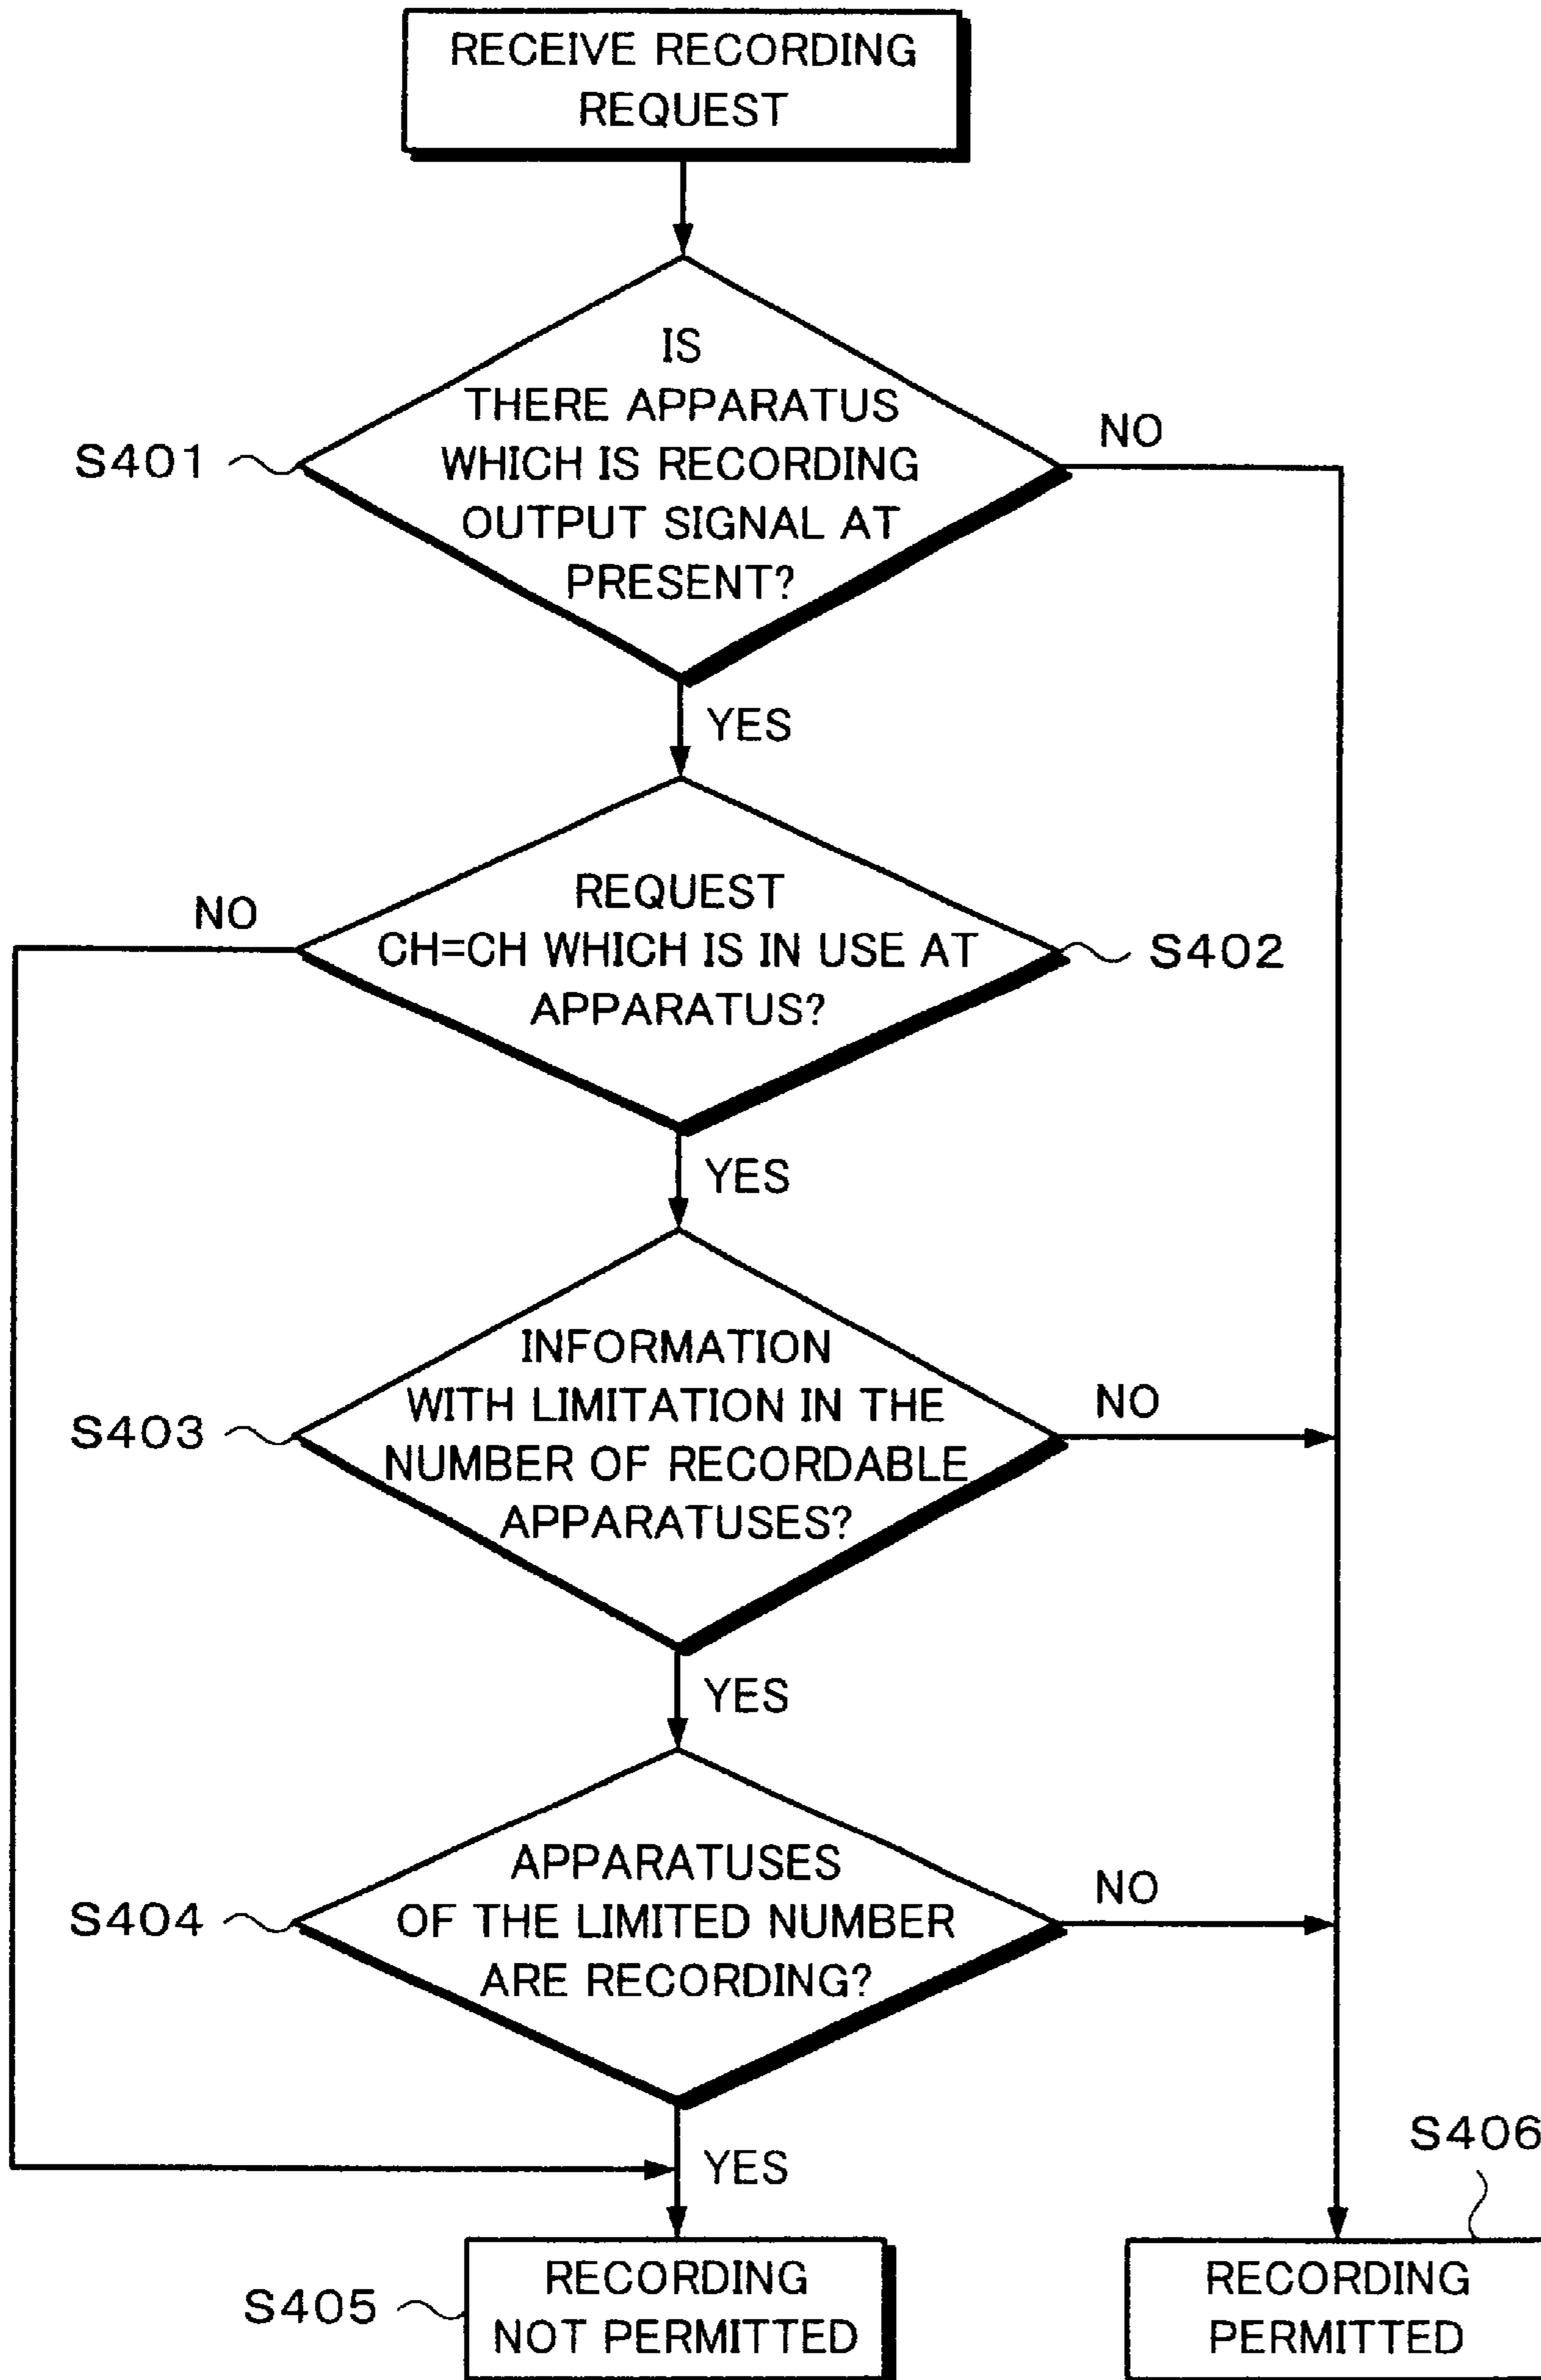 RECEIVE RECORDING
REQUEST
IS
THERE APPARATUS
WHICH IS RECORDING
OUTPUT SIGNAL AT
PRESENT?
S401
NO
YES
REQUEST
CH=CH WHICH IS IN USE AT
APPARATUS?
NO
S402
YES
INFORMATION
WITH LIMITATION IN THE
NUMBER OF RECORDABLE
APPARATUSES?
S403
NO
YES
APPARATUSES
OF THE LIMITED NUMBER
ARE RECORDING?
S404
NO
YES
S406
RECORDING
NOT PERMITTED
S405
RECORDING
PERMITTED